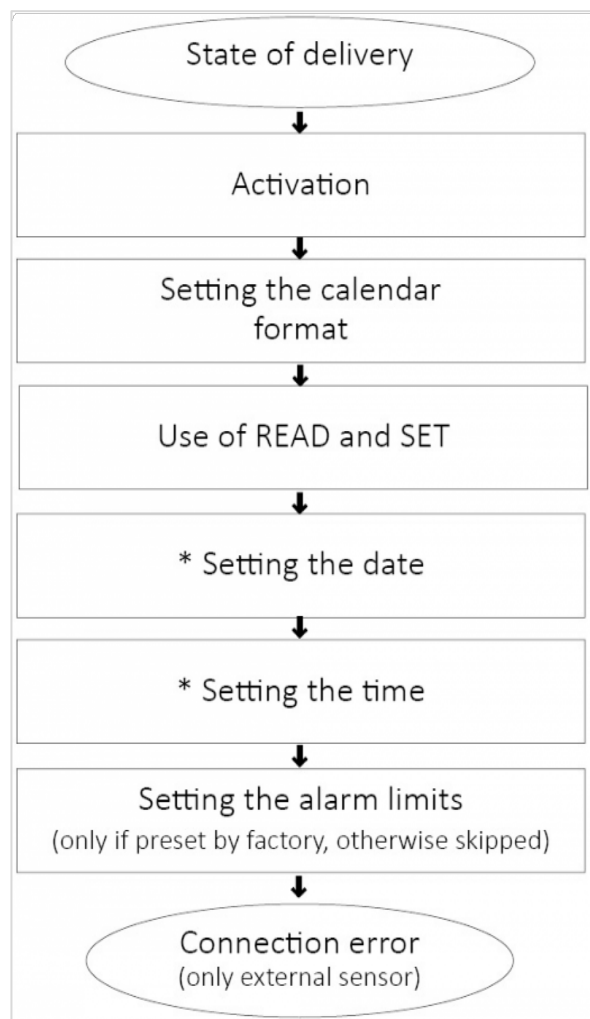 State of delivery
Activation
Setting the calendar
format
Use of READ and SET
* Setting the date
* Setting the time
Setting the alarm limits
(only if preset by factory, otherwise skipped)
Connection error
(only external sensor)